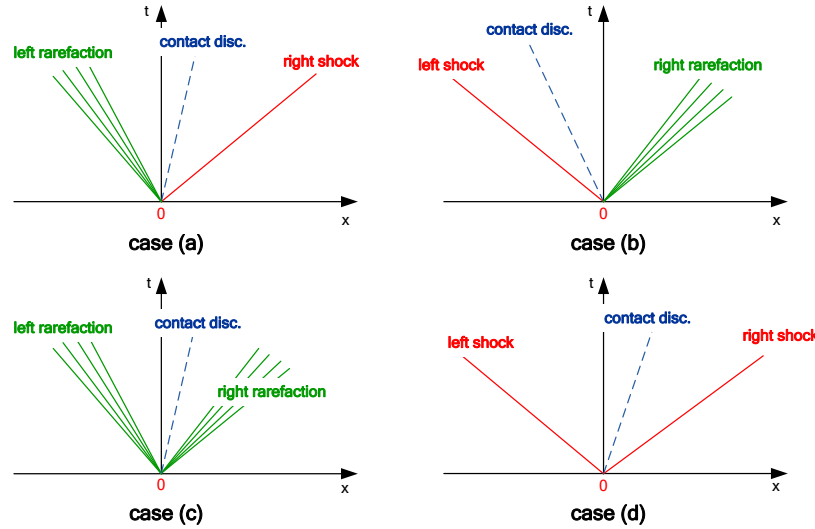 t
left rarefaction
contact disc.
right shock
0
x
case (a)
t
contact disc.
left shock
right rarefaction
0
x
case (b)
t
left rarefaction
contact disc.
right rarefaction
0
x
case (c)
t
contact disc.
left shock
right shock
0
x
case (d)